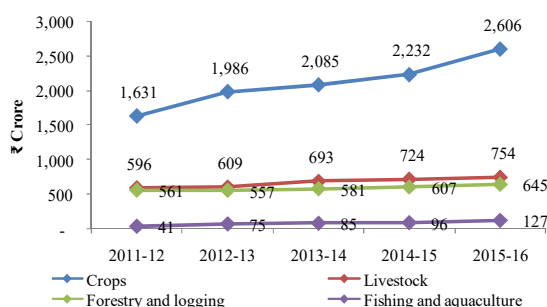 3,000
2,500
2,000
1,500
1,000
500
-
₹ Crore
1,631 1,986 2,085 2,232 2,606
596 609 693 724 754
561 557 581 607 645
41 75 85 96 127
2011-12 2012-13 2013-14 2014-15 2015-16
Crops Livestock
Forestry and logging Fishing and aquaculture